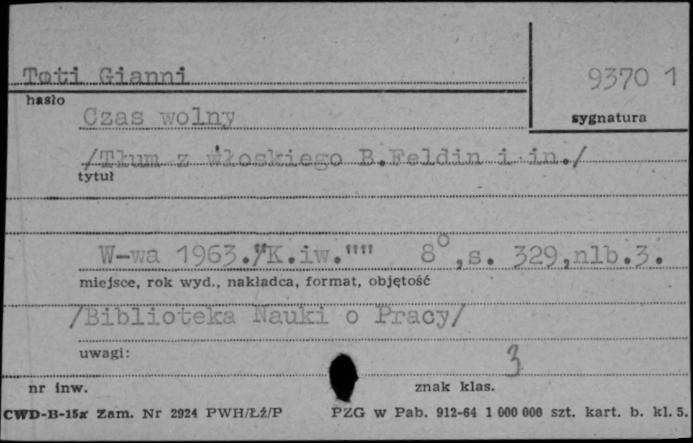 Toti Gianni
9370 1
hasło
sygnatura
Czas wolny
/Tłum z włoskiego B.Feldin i in./
tytuł
W-wa 1963."K.iw."" 8°,s. 329,nlb.3.
miejsce, rok wyd., nakładca, format, objętość
/Biblioteka Nauki o Pracy/
uwagi:
3
nr inw.
znak klas.
CWD-B-15x Zam. Nr 2924 PWH/ŁŻ/P PZG w Pab. 912-64 1 000 000 szt. kart. b. kl. 5.